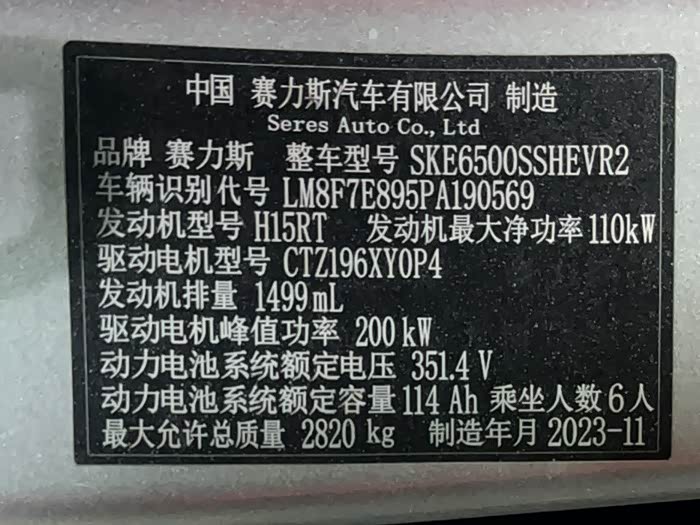 中国 赛力斯汽车有限公司 制造
Seres Auto Co., Ltd
品牌 赛力斯 整车型号 SKE6500SSHEVR2
车辆识别代号 LM8F7E895PA190569
发动机型号 H15RT 发动机最大净功率 110kW
驱动电机型号 CTZ196XY0P4
发动机排量 1499mL
驱动电机峰值功率 200kW
动力电池系统额定电压 351.4 V
动力电池系统额定容量 114 Ah 乘坐人数 6人
最大允许总质量 2820 kg 制造年月 2023-11